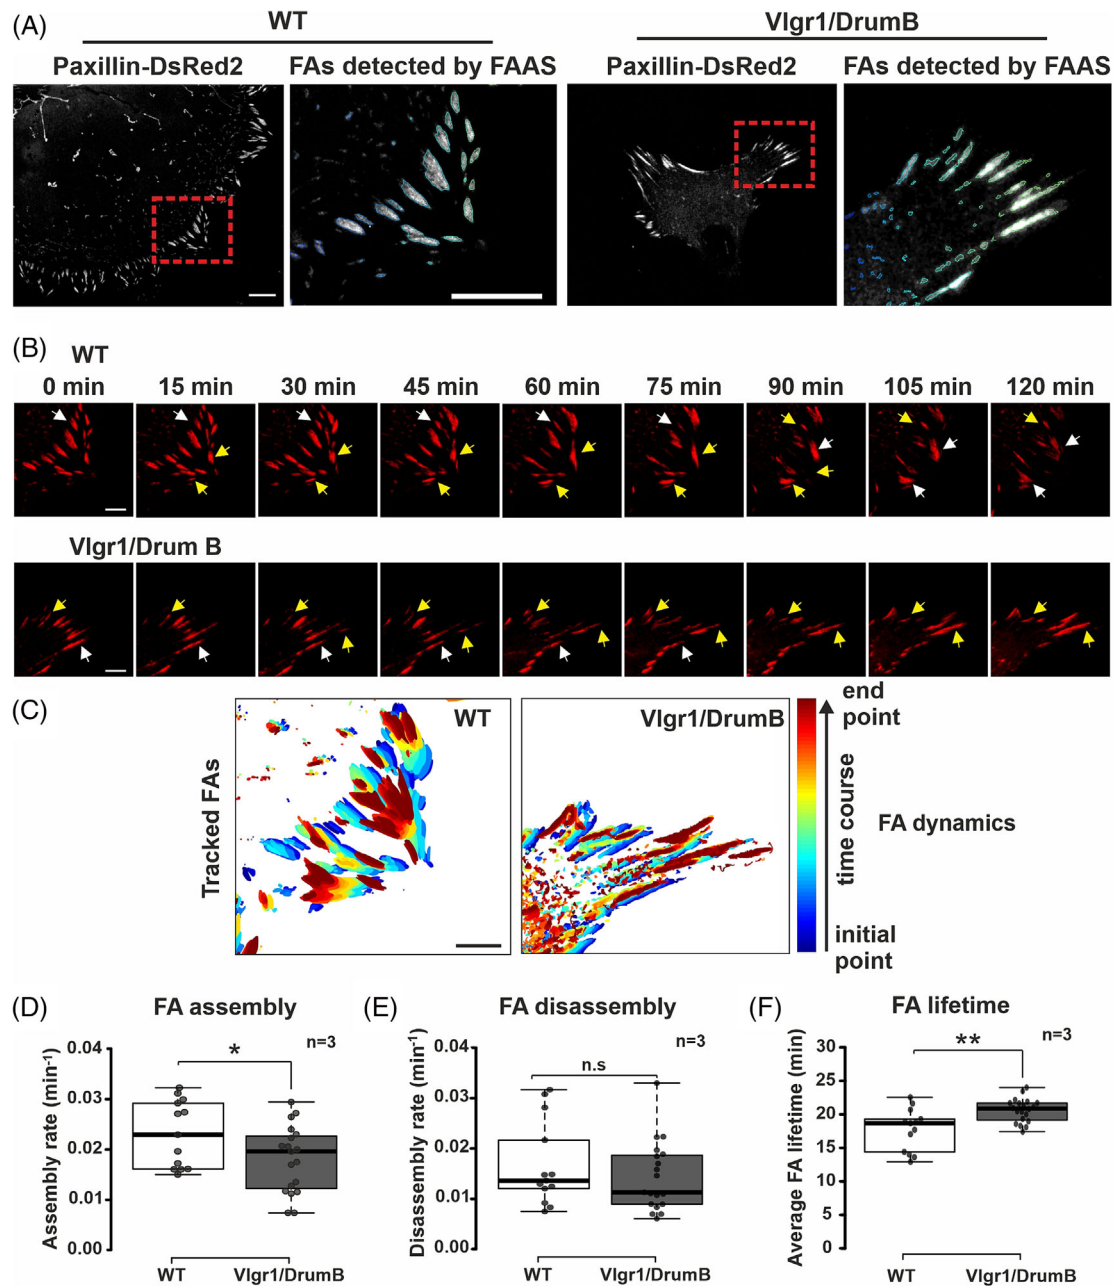 (A)
WT
Vlgr1/DrumB
Paxillin-DsRed2
FAs detected by FAAS
Paxillin-DsRed2
FAs detected by FAAS
(B)
WT
0 min
15 min
30 min
45 min
60 min
75 min
90 min
105 min
120 min
Vlgr1/Drum B
(C)
WT
Vlgr1/DrumB
Tracked FAs
end
point
time course
FA dynamics
initial
point
(D)
FA assembly
n=3
*
Assembly rate (min⁻¹)
0.04
0.03
0.02
0.01
0.00
WT
Vlgr1/DrumB
(E)
FA disassembly
n=3
n.s
Disassembly rate (min⁻¹)
0.04
0.03
0.02
0.01
0.00
WT
Vlgr1/DrumB
(F)
FA lifetime
n=3
**
Average FA lifetime (min)
30
25
20
15
10
5
0
WT
Vlgr1/DrumB